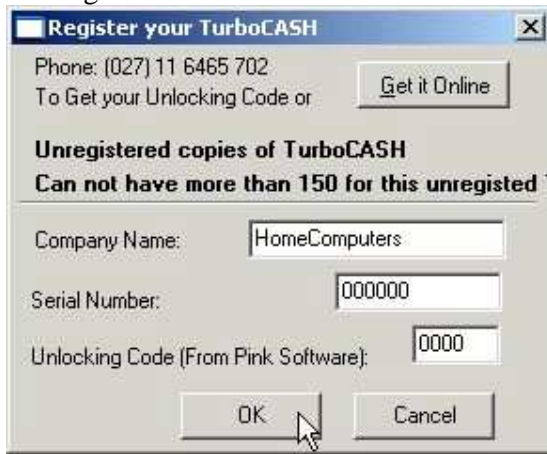 Register your TurboCASH
Phone: (027) 11 6465 702
To Get your Unlocking Code or
Get it Online
Unregistered copies of TurboCASH
Can not have more than 150 for this unregisted
Company Name: HomeComputers
Serial Number: 000000
Unlocking Code (From Pink Software): 0000
OK Cancel